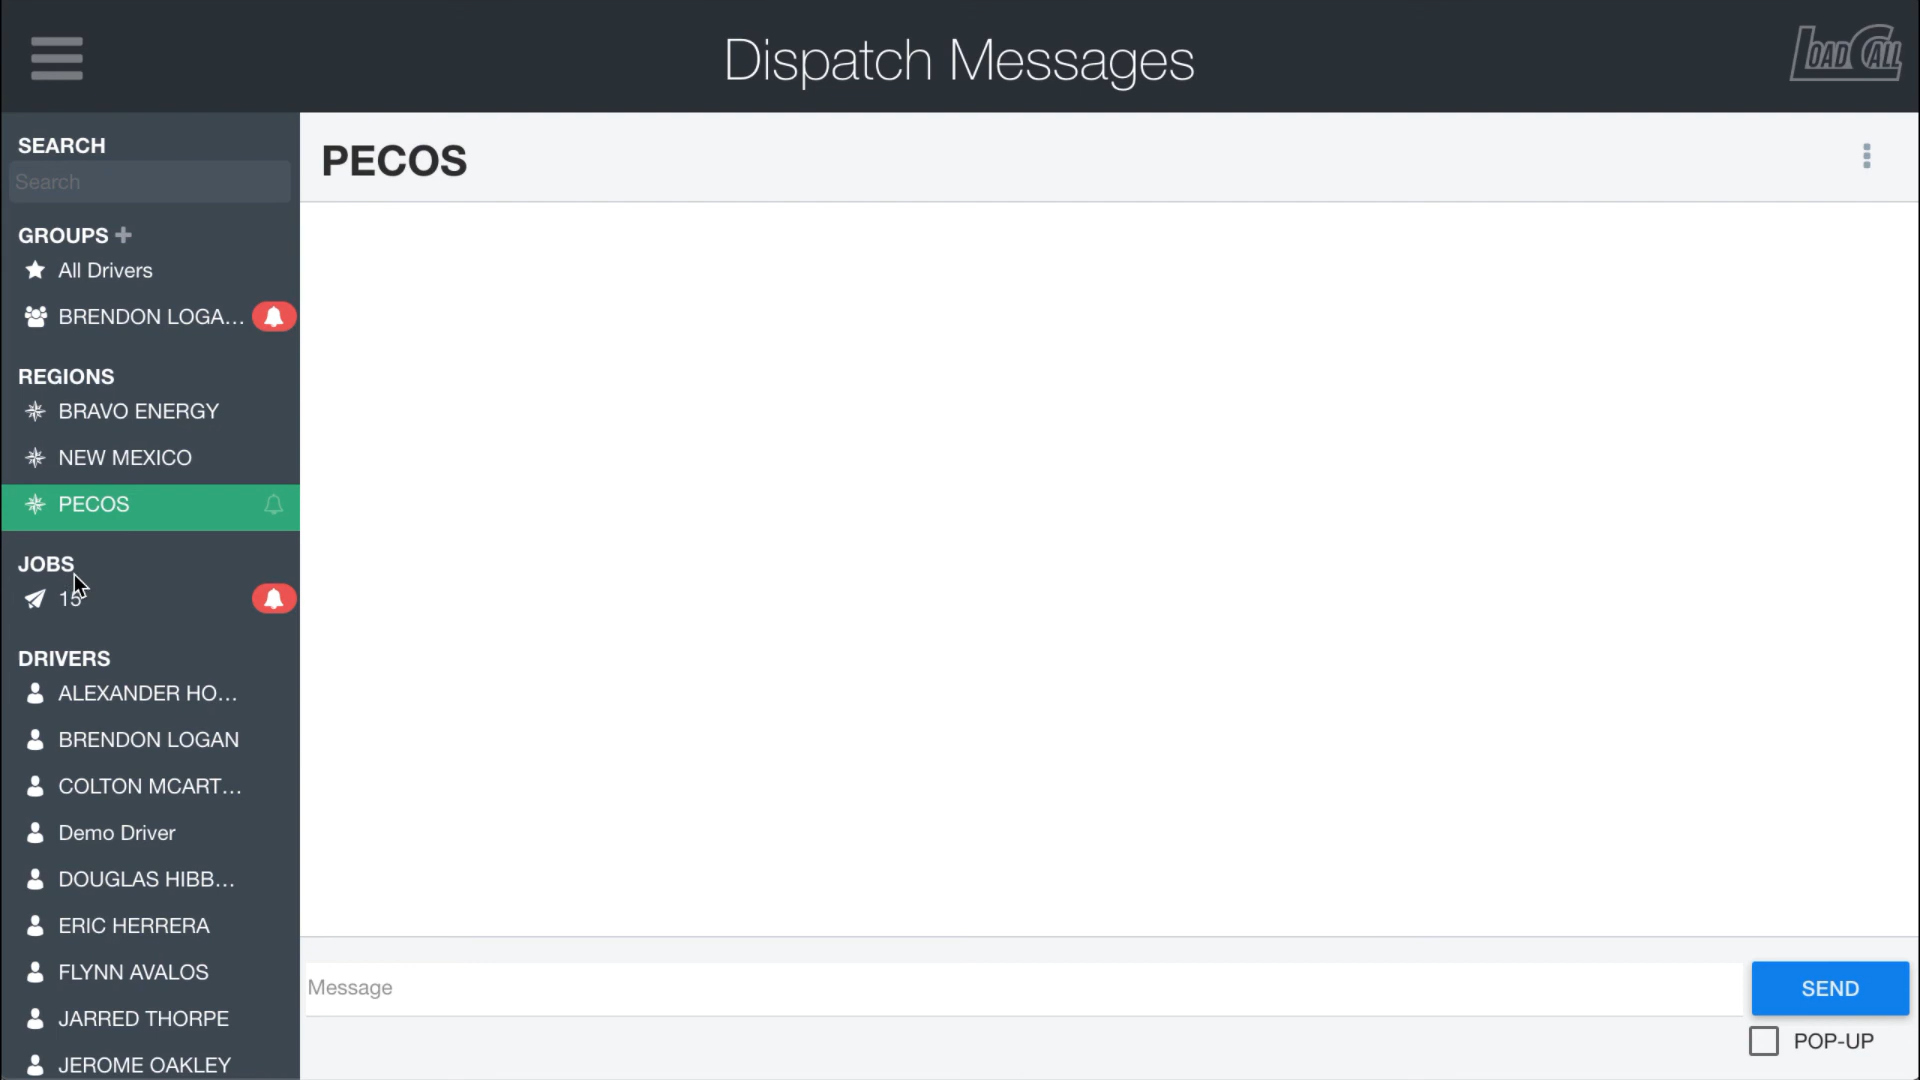 Dispatch Messages
LOAD CALL
SEARCH
Search
GROUPS
All Drivers
BRENDON LOGA...
REGIONS
BRAVO ENERGY
NEW MEXICO
PECOS
JOBS
15
DRIVERS
ALEXANDER HO...
BRENDON LOGAN
COLTON MCART...
Demo Driver
DOUGLAS HIBB...
ERIC HERRERA
FLYNN AVALOS
JARRED THORPE
JEROME OAKLEY
PECOS
Message
SEND
POP-UP